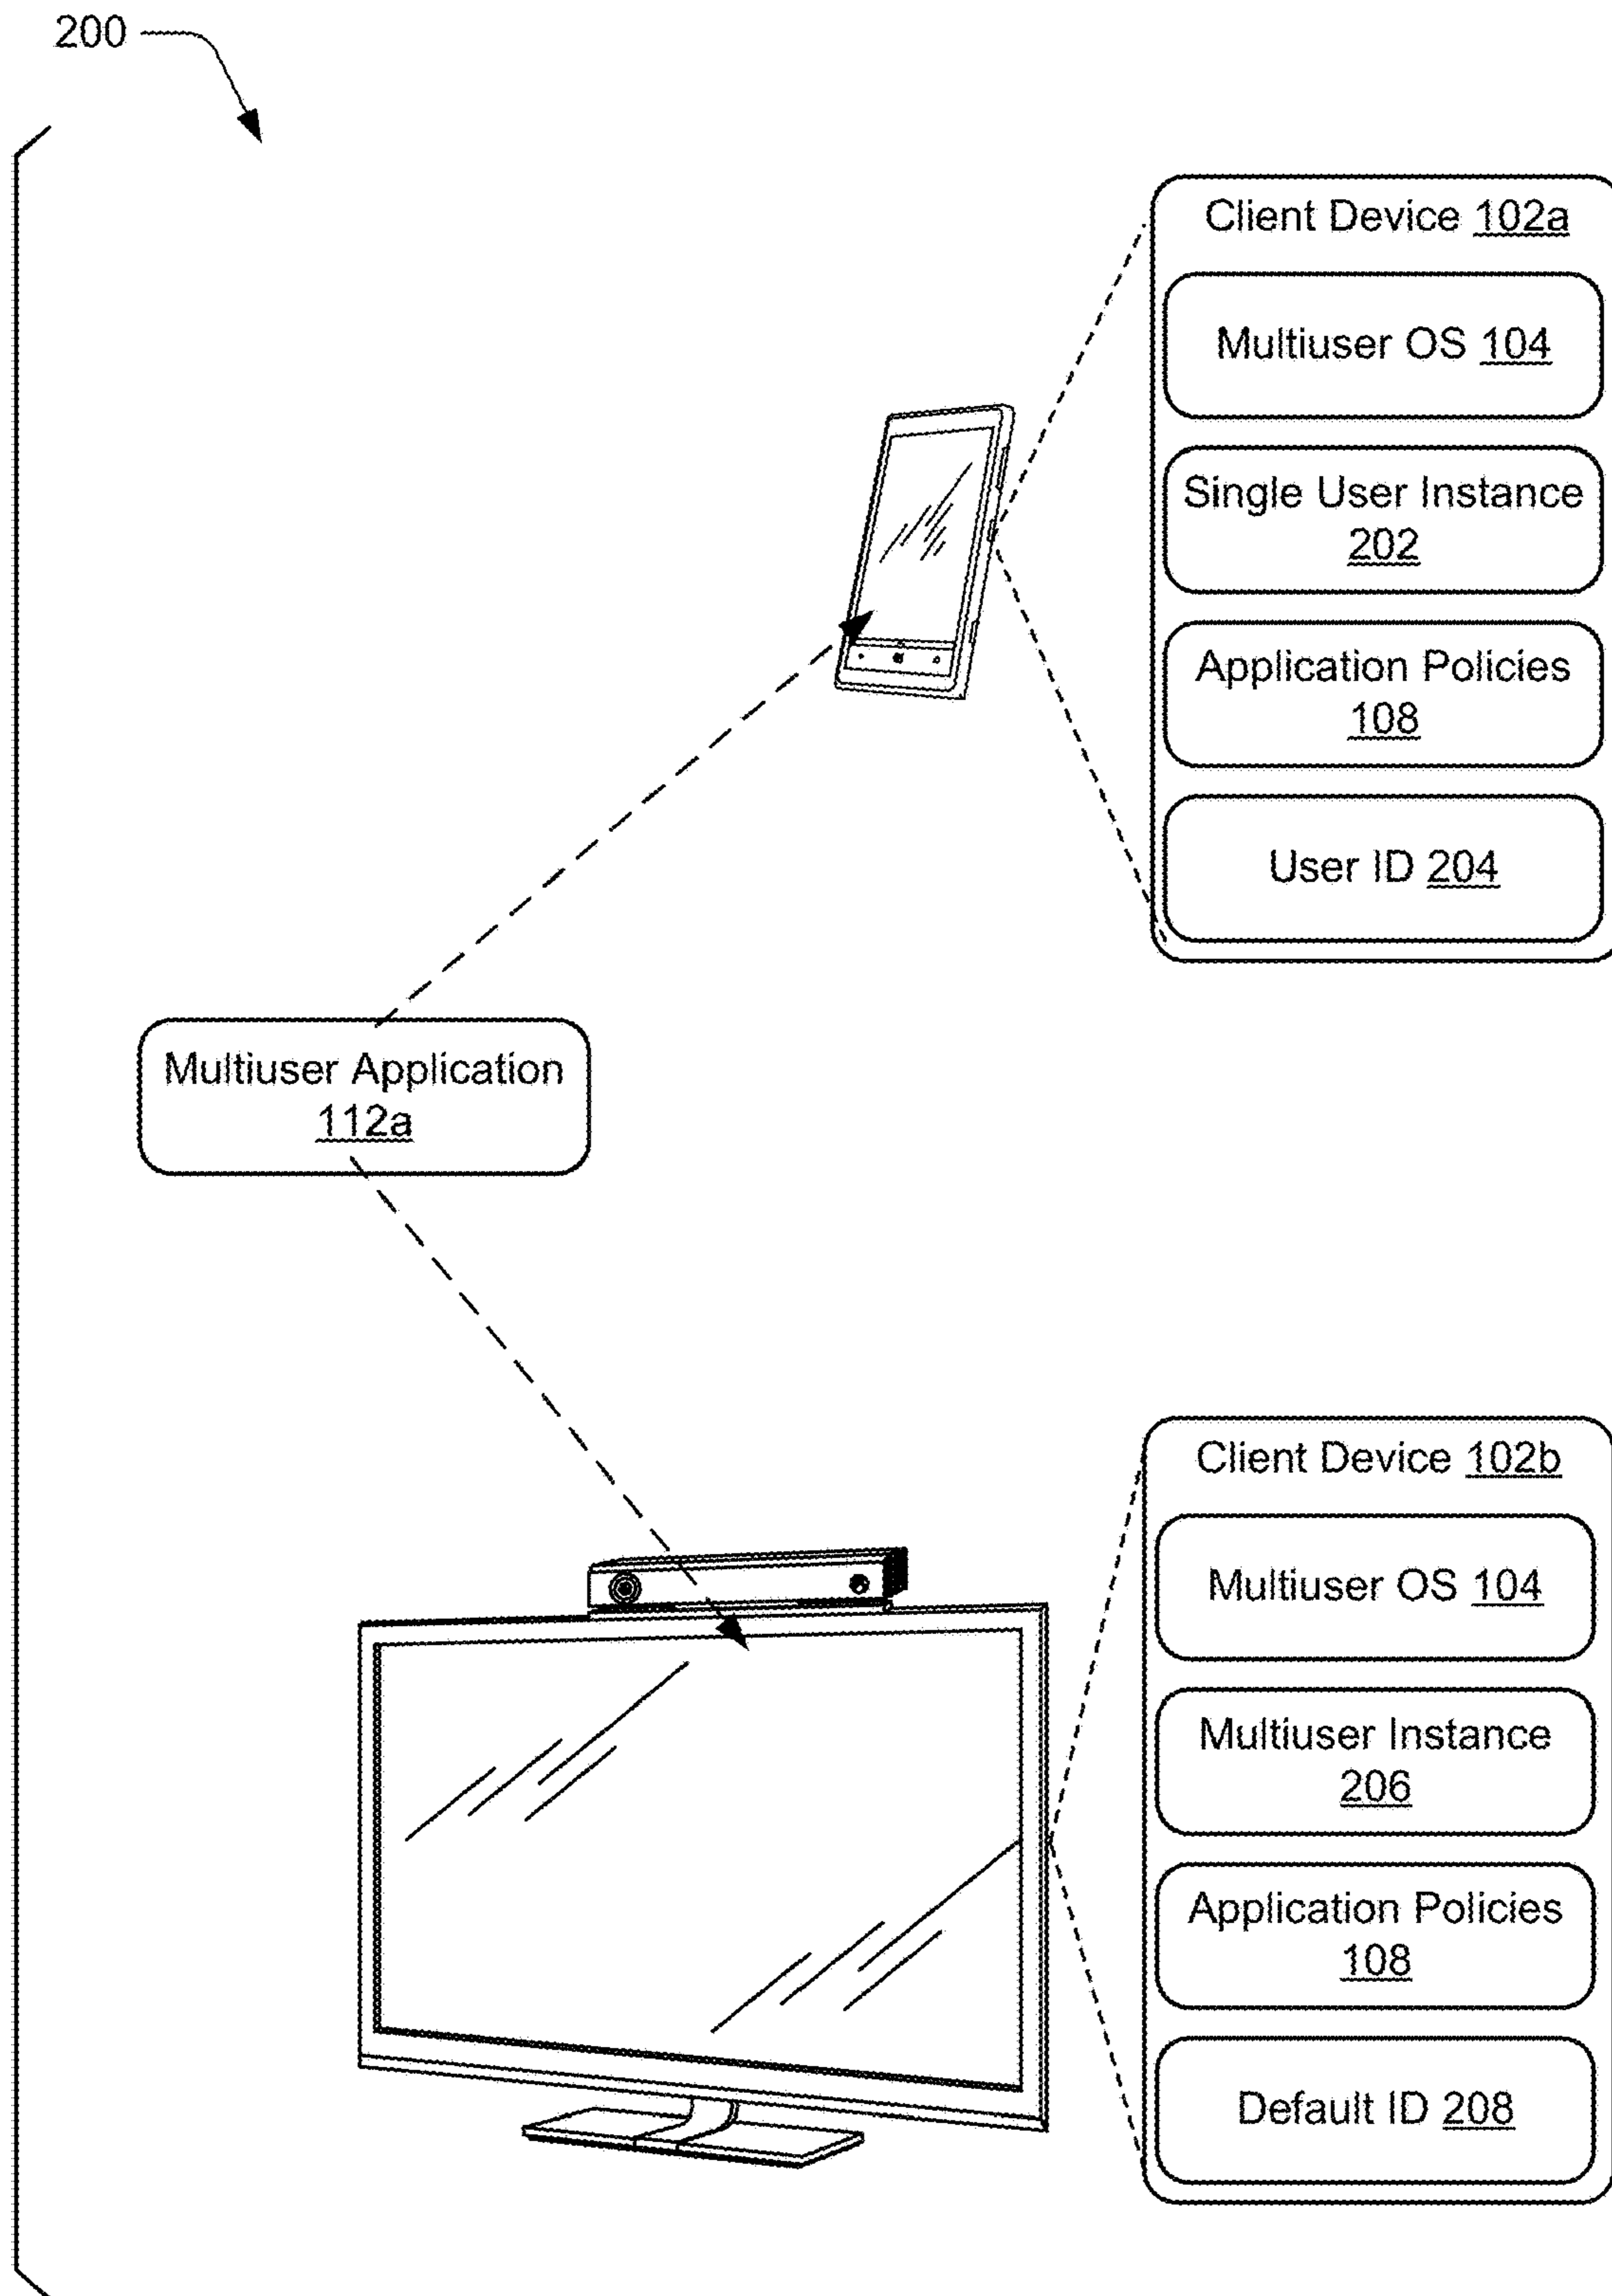 200
Client Device 102a
Multiuser OS 104
Single User Instance
202
Application Policies
108
User ID 204
Multiuser Application
112a
Client Device 102b
Multiuser OS 104
Multiuser Instance
206
Application Policies
108
Default ID 208